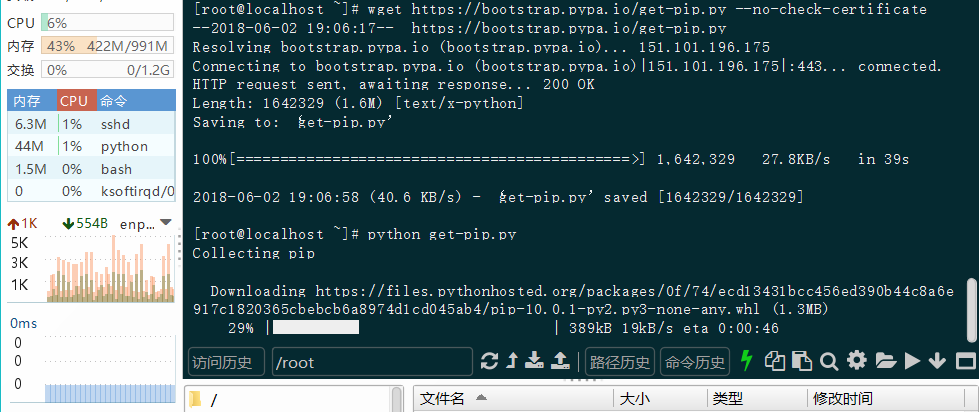 CPU 6%
内存 43% 422M/991M
交换 0% 0/1.2G
内存 CPU 命令
6.3M 1% sshd
44M 1% python
1.5M 0% bash
0 0% ksoftirqd/0
1K 554B enp...
5K
3K
1K
0ms
0
0
0
[root@localhost ~]# wget https://bootstrap.pypa.io/get-pip.py --no-check-certificate
--2018-06-02 19:06:17-- https://bootstrap.pypa.io/get-pip.py
Resolving bootstrap.pypa.io (bootstrap.pypa.io)... 151.101.196.175
Connecting to bootstrap.pypa.io (bootstrap.pypa.io)|151.101.196.175|:443... connected.
HTTP request sent, awaiting response... 200 OK
Length: 1642329 (1.6M) [text/x-python]
Saving to: ‘get-pip.py’
100%[=============================================>] 1,642,329 27.8KB/s in 39s
2018-06-02 19:06:58 (40.6 KB/s) - ‘get-pip.py’ saved [1642329/1642329]
[root@localhost ~]# python get-pip.py
Collecting pip
Downloading https://files.pythonhosted.org/packages/0f/74/ecd13431bcc456ed390b44c8a6e
917c1820365cbebcb6a8974d1cd045ab4/pip-10.0.1-py2.py3-none-any.whl (1.3MB)
29% | | 389kB 19kB/s eta 0:00:46
访问历史 /root 路径历史 命令历史
/ 文件名 大小 类型 修改时间